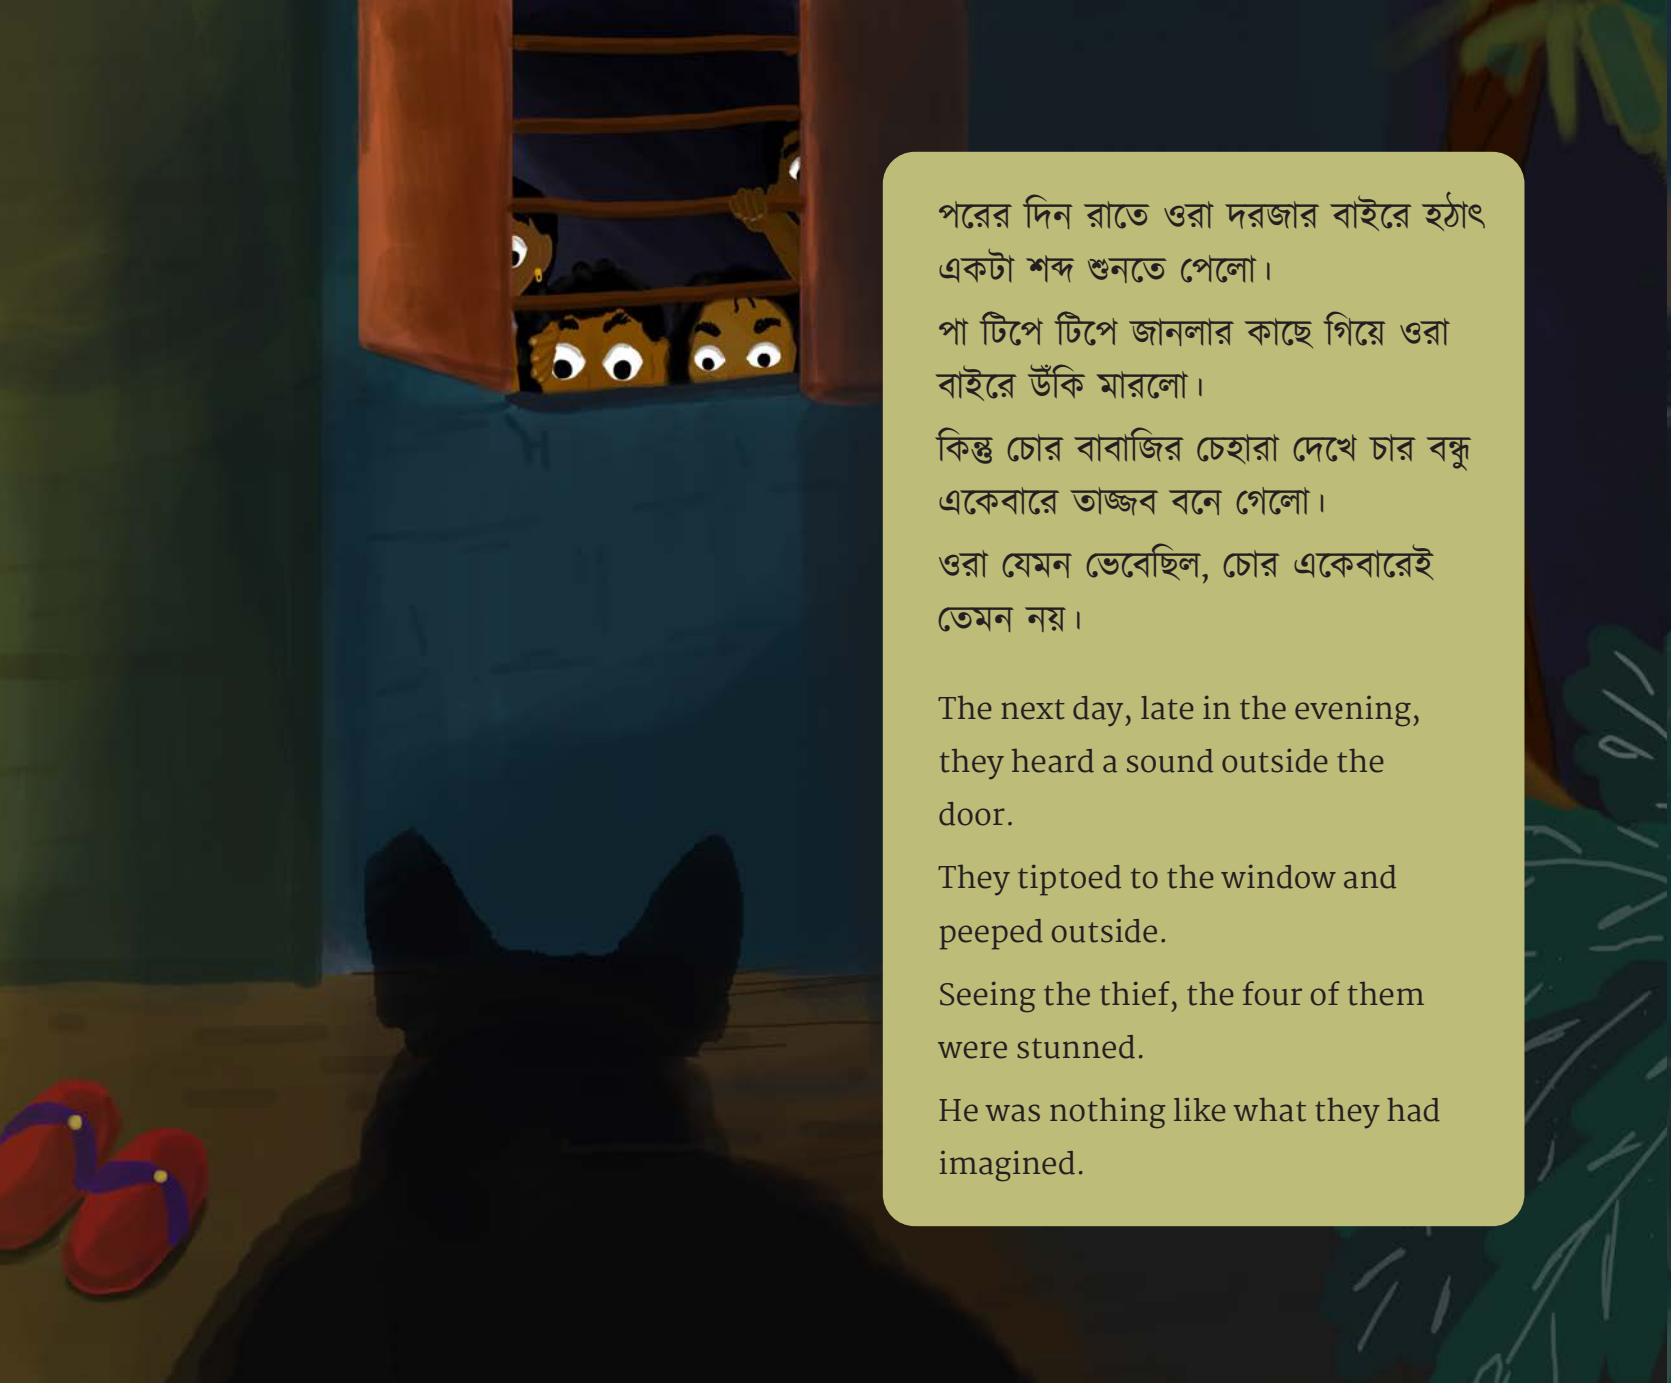 পরের দিন রাতে ওরা দরজার বাইরে হঠাৎ
একটা শব্দ শুনতে পেলো।
পা টিপে টিপে জানলার কাছে গিয়ে ওরা
বাইরে উঁকি মারলো।
কিন্তু চোর বাবাজির চেহারা দেখে চার বন্ধু
একেবারে তাজ্জব বনে গেলো।
ওরা যেমন ভেবেছিল, চোর একেবারেই
তেমন নয়।
The next day, late in the evening,
they heard a sound outside the
door.
They tiptoed to the window and
peeped outside.
Seeing the thief, the four of them
were stunned.
He was nothing like what they had
imagined.